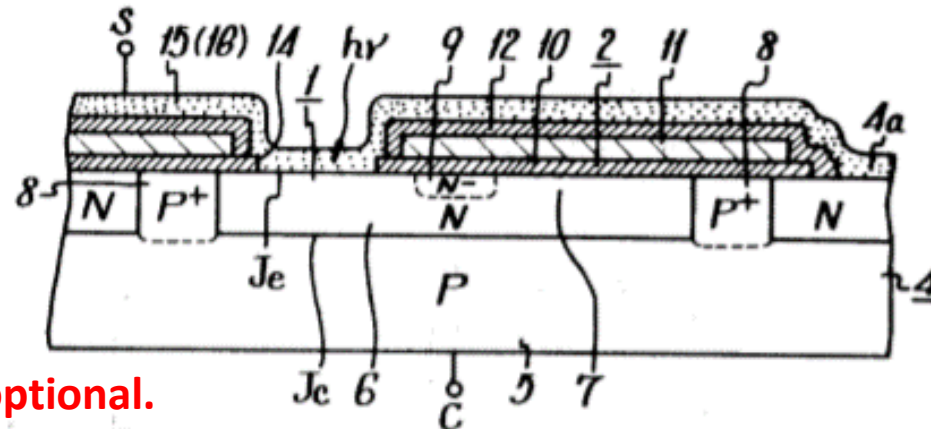 S 15(16) 14 1 hν 9 12 10 2 11 8 4a
8 N P+ N- N P+ N
Je P 4
Jc 6 C 5 7
optional.